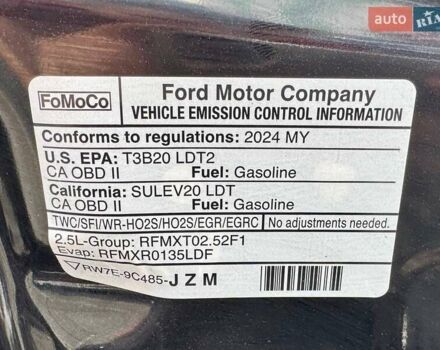 AUTO RIA
FoMoCo
Ford Motor Company
VEHICLE EMISSION CONTROL INFORMATION
Conforms to regulations: 2024 MY
U.S. EPA: T3B20 LDT2
CA OBD II Fuel: Gasoline
California: SULEV20 LDT
CA OBD II Fuel: Gasoline
TWC/SFI/WR-HO2S/HO2S/EGR/EGRC No adjustments needed.
2.5L-Group: RFMXT02.52F1
Evap: RFMXR0135LDF
RW7E-9C485-JZM